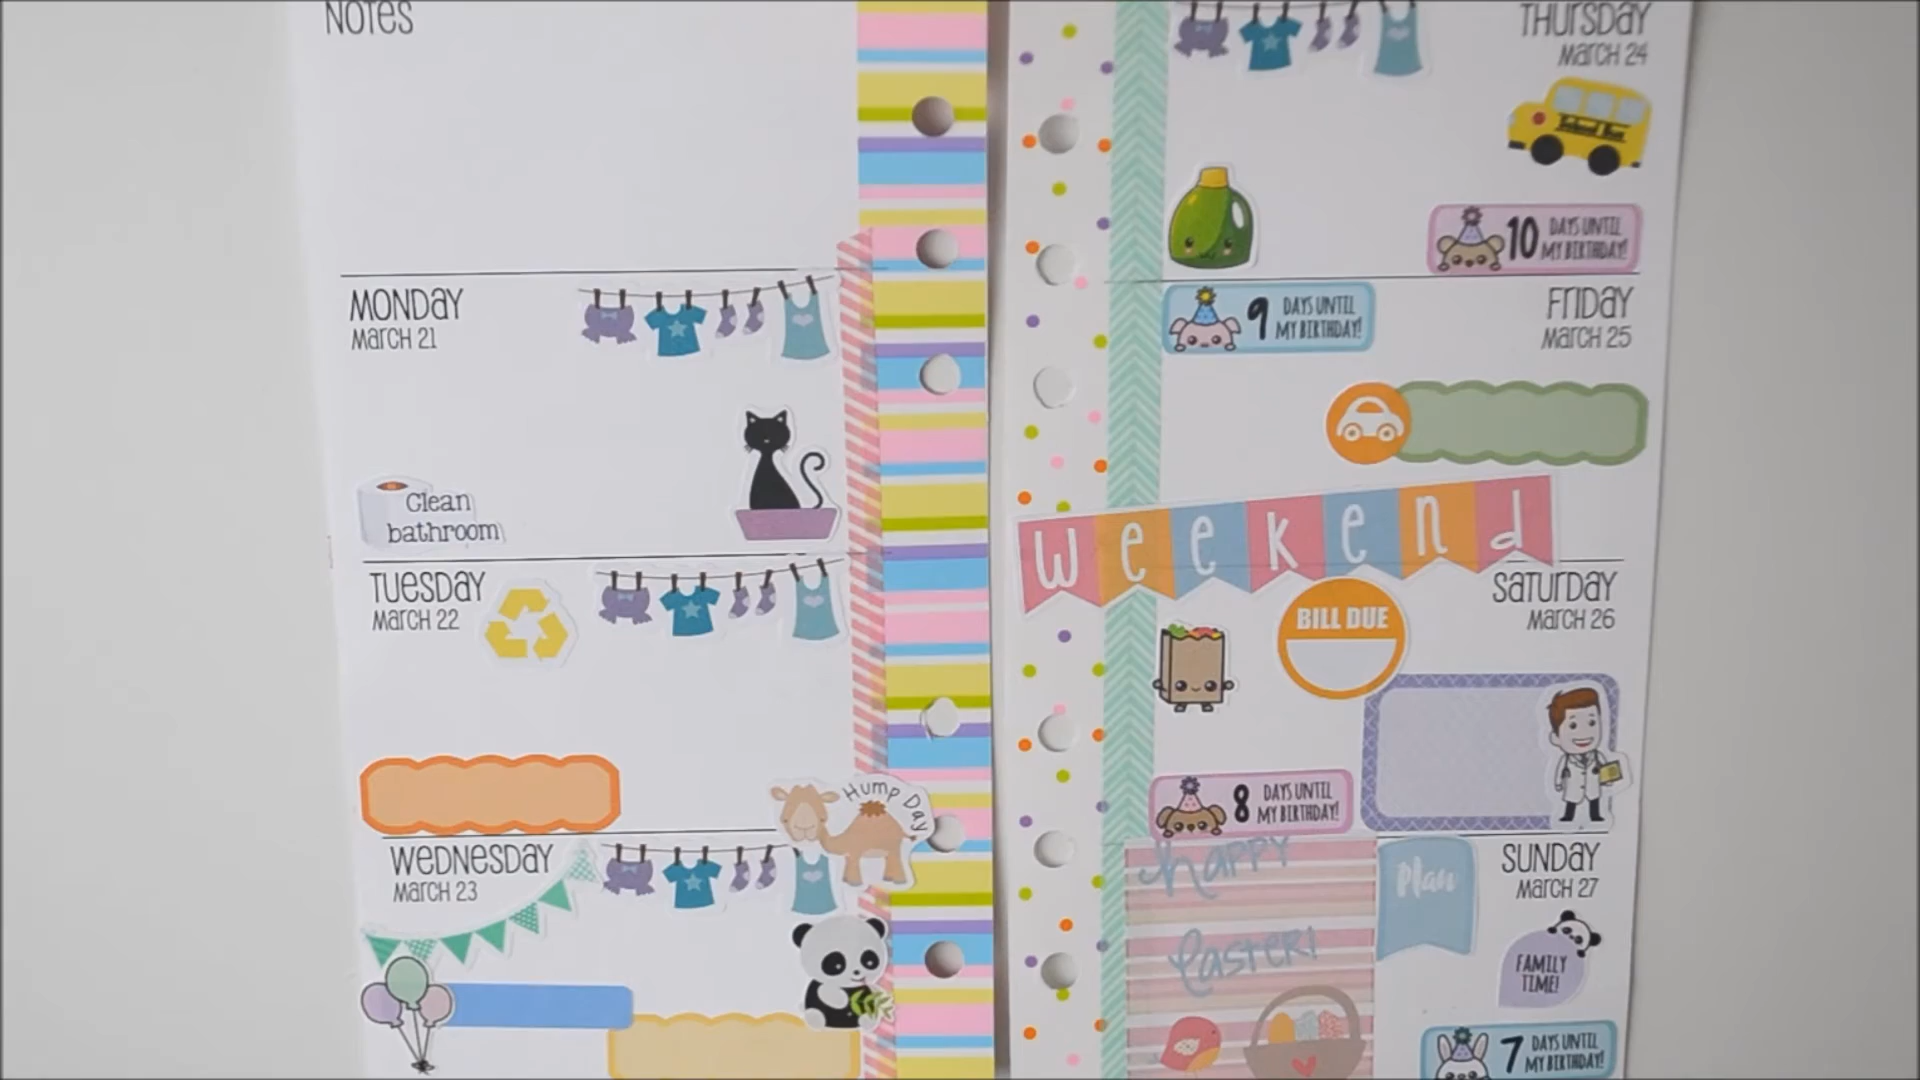 NOTES
MONDAY
MARCH 21
Clean
bathroom
TUESDAY
MARCH 22
Hump Day
WEDNESDAY
MARCH 23
THURSDAY
MARCH 24
School Bus
10 DAYS UNTIL
MY BIRTHDAY!
9 DAYS UNTIL
MY BIRTHDAY!
FRIDAY
MARCH 25
weekend
SATURDAY
MARCH 26
BILL DUE
8 DAYS UNTIL
MY BIRTHDAY!
SUNDAY
MARCH 27
happy
Easter!
Plan
FAMILY
TIME!
7 DAYS UNTIL
MY BIRTHDAY!